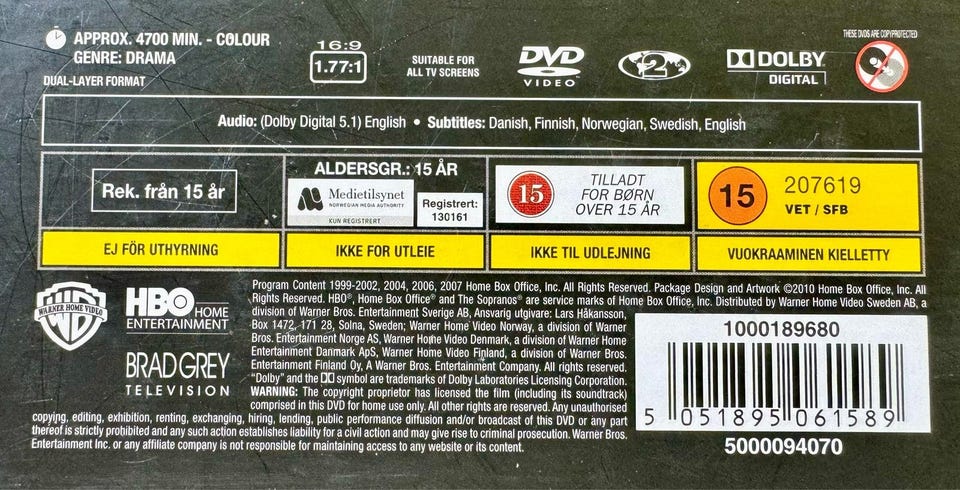 APPROX. 4700 MIN. - COLOUR
GENRE: DRAMA
DUAL-LAYER FORMAT
16:9
1.77:1
SUITABLE FOR
ALL TV SCREENS
DVD
VIDEO
2
DOLBY
DIGITAL
THESE DVDS ARE COPYPROTECTED
Audio: (Dolby Digital 5.1) English • Subtitles: Danish, Finnish, Norwegian, Swedish, English
Rek. från 15 år
ALDERSGR.: 15 ÅR
Medietilsynet
NORWEGIAN MEDIA AUTHORITY
KUN REGISTRERT
Registrert:
130161
15
TILLADT
FOR BØRN
OVER 15 ÅR
15
207619
VET / SFB
EJ FÖR UTHYRNING
IKKE FOR UTLEIE
IKKE TIL UDLEJNING
VUOKRAAMINEN KIELLETTY
WB
WARNER HOME VIDEO
HBO HOME
ENTERTAINMENT
BRAD GREY
TELEVISION
Program Content 1999-2002, 2004, 2006, 2007 Home Box Office, Inc. All Rights Reserved. Package Design and Artwork ©2010 Home Box Office, Inc. All
Rights Reserved. HBO®, Home Box Office® and The Sopranos® are service marks of Home Box Office, Inc. Distributed by Warner Home Video Sweden AB, a
division of Warner Bros. Entertainment Sverige AB, Ansvarig utgivare: Lars Håkansson,
Box 1472, 171 28, Solna, Sweden; Warner Home Video Norway, a division of Warner
Bros. Entertainment Norge AS, Warner Home Video Denmark, a division of Warner Home
Entertainment Danmark ApS, Warner Home Video Finland, a division of Warner Bros.
Entertainment Finland Oy, A Warner Bros. Entertainment Company. All rights reserved.
"Dolby" and the DD symbol are trademarks of Dolby Laboratories Licensing Corporation.
WARNING: The copyright proprietor has licensed the film (including its soundtrack)
comprised in this DVD for home use only. All other rights are reserved. Any unauthorised
copying, editing, exhibition, renting, exchanging, hiring, lending, public performance diffusion and/or broadcast of this DVD or any part
thereof is strictly prohibited and any such action establishes liability for a civil action and may give rise to criminal prosecution. Warner Bros.
Entertainment Inc. or any affiliate company is not responsible for maintaining access to any website or its content.
1000189680
5 051895 061589
5000094070